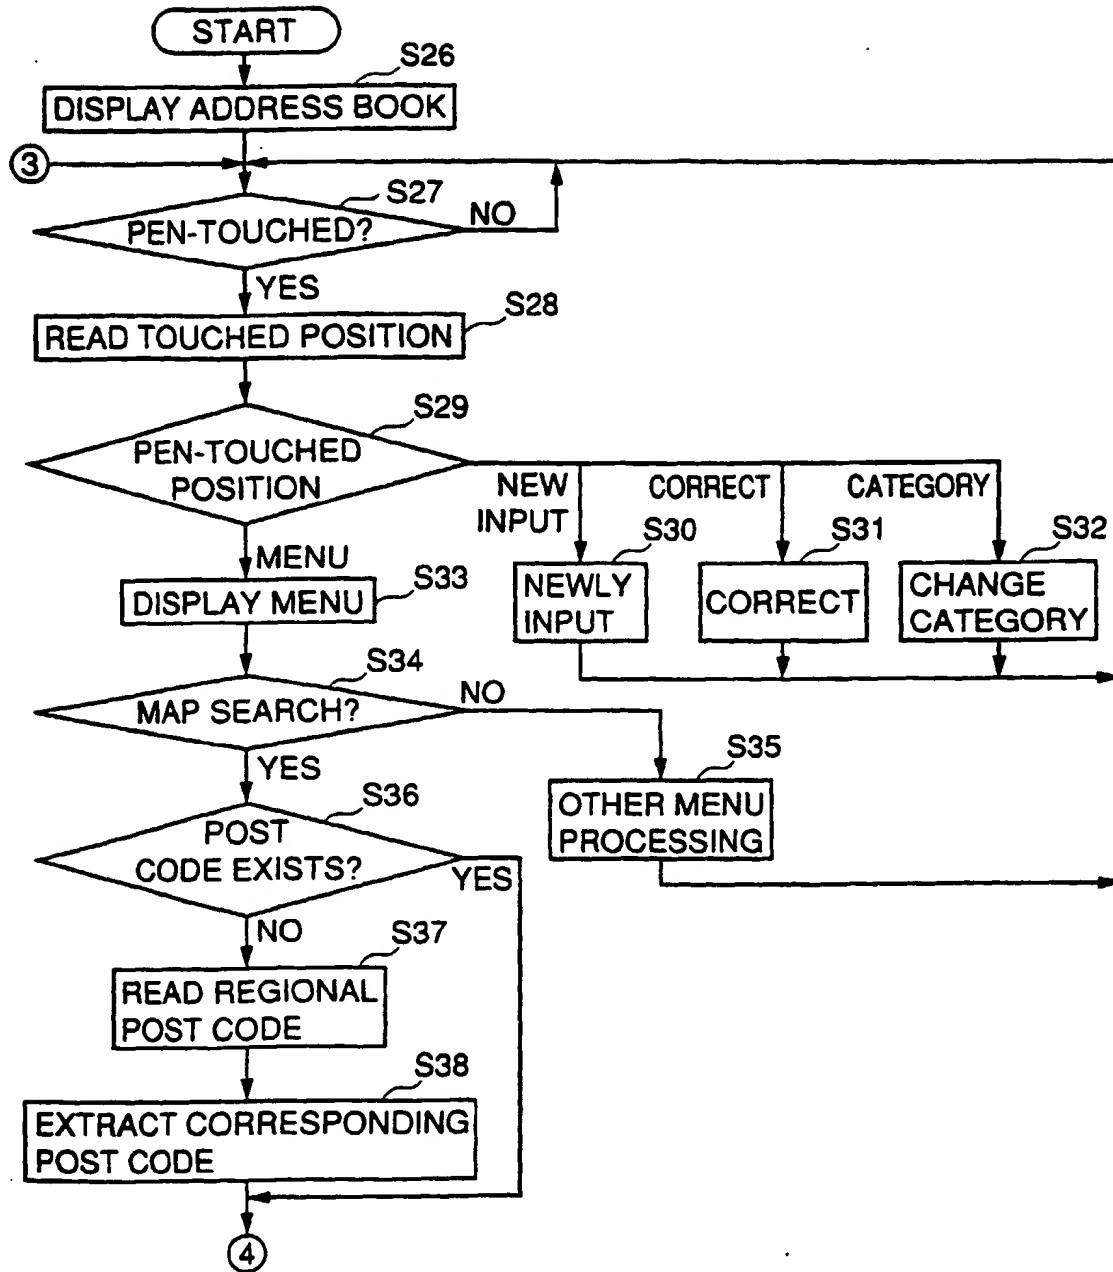 START
S26
DISPLAY ADDRESS BOOK
3
S27
PEN-TOUCHED?
NO
YES
S28
READ TOUCHED POSITION
S29
PEN-TOUCHED
POSITION
NEW
INPUT
CORRECT
CATEGORY
MENU
S30
NEWLY
INPUT
S31
CORRECT
S32
CHANGE
CATEGORY
S33
DISPLAY MENU
S34
MAP SEARCH?
NO
YES
S35
OTHER MENU
PROCESSING
S36
POST
CODE EXISTS?
YES
NO
S37
READ REGIONAL
POST CODE
S38
EXTRACT CORRESPONDING
POST CODE
4